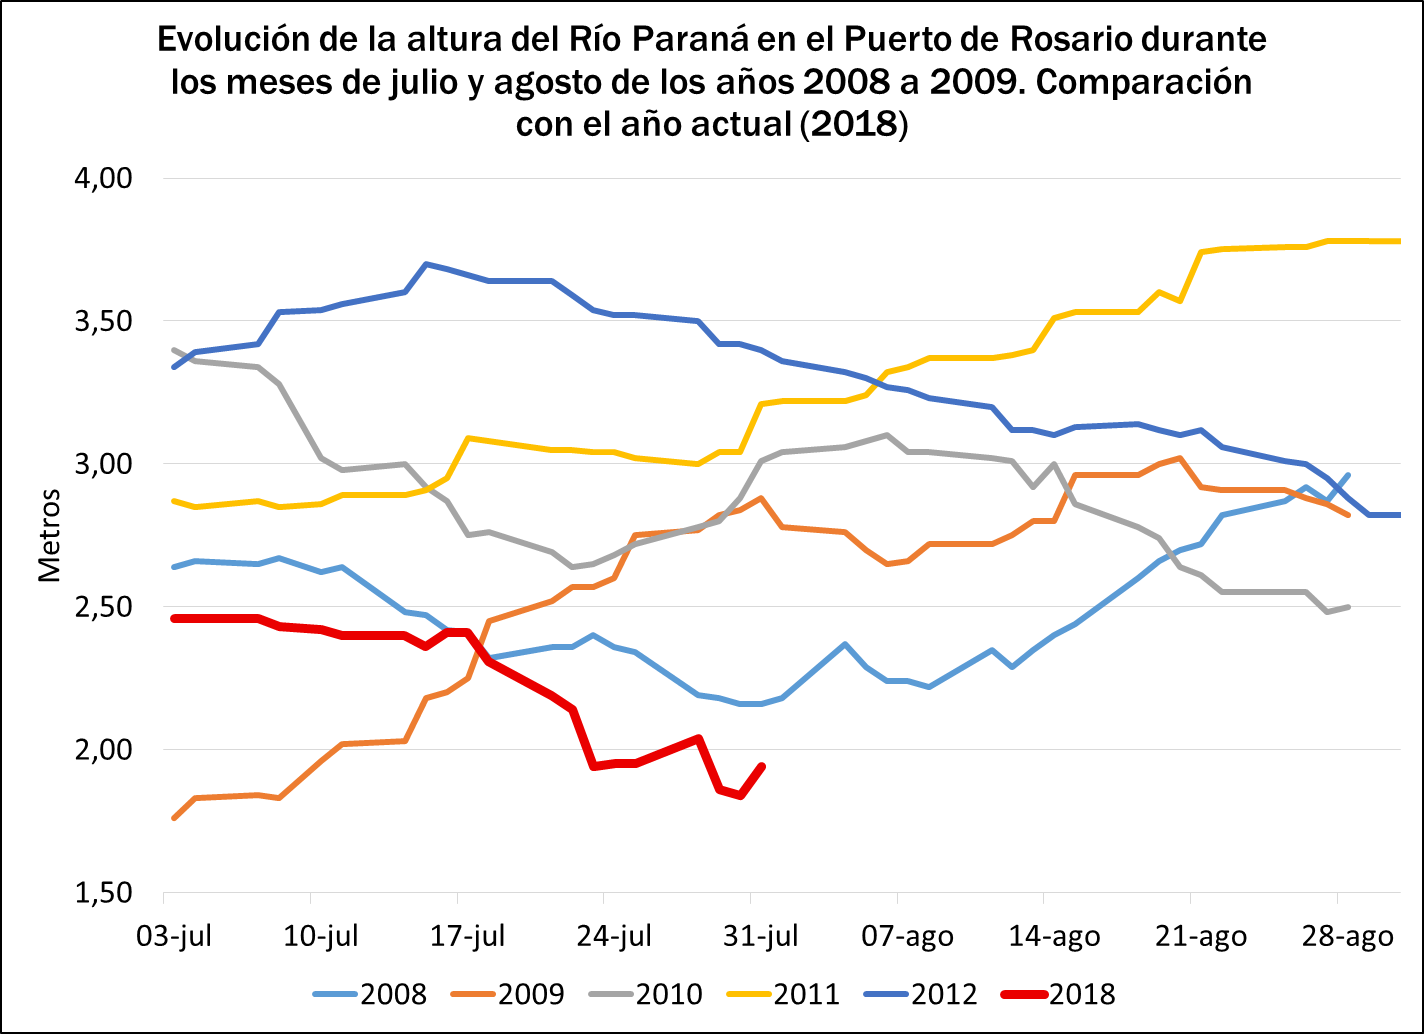 Evolución de la altura del Río Paraná en el Puerto de Rosario durante
los meses de julio y agosto de los años 2008 a 2009. Comparación
con el año actual (2018)
4,00
3,50
3,00
2,50
2,00
1,50
Metros
03-jul 10-jul 17-jul 24-jul 31-jul 07-ago 14-ago 21-ago 28-ago
2008 2009 2010 2011 2012 2018